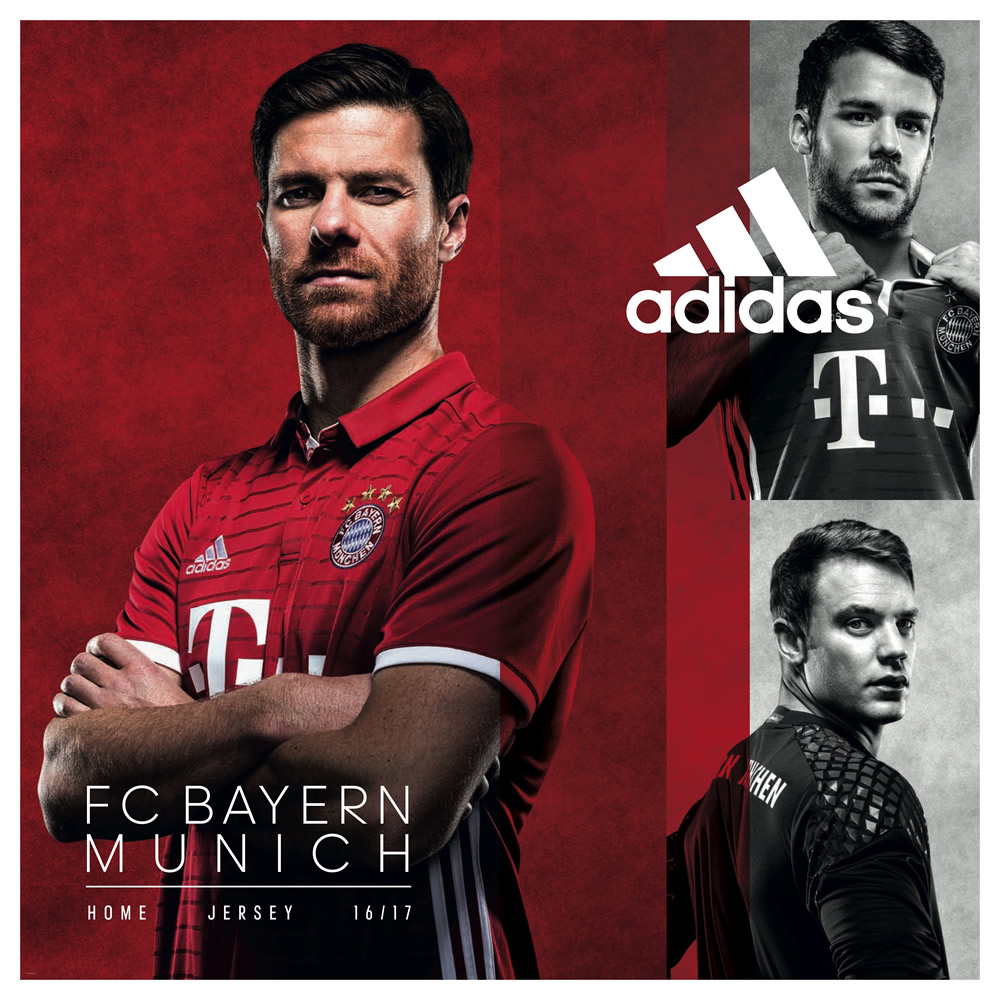 adidas
FC BAYERN
MÜNCHEN
T
FC BAYERN
MÜNCHEN
adidas
T
FC BAYERN
MUNICH
HOME JERSEY 16/17